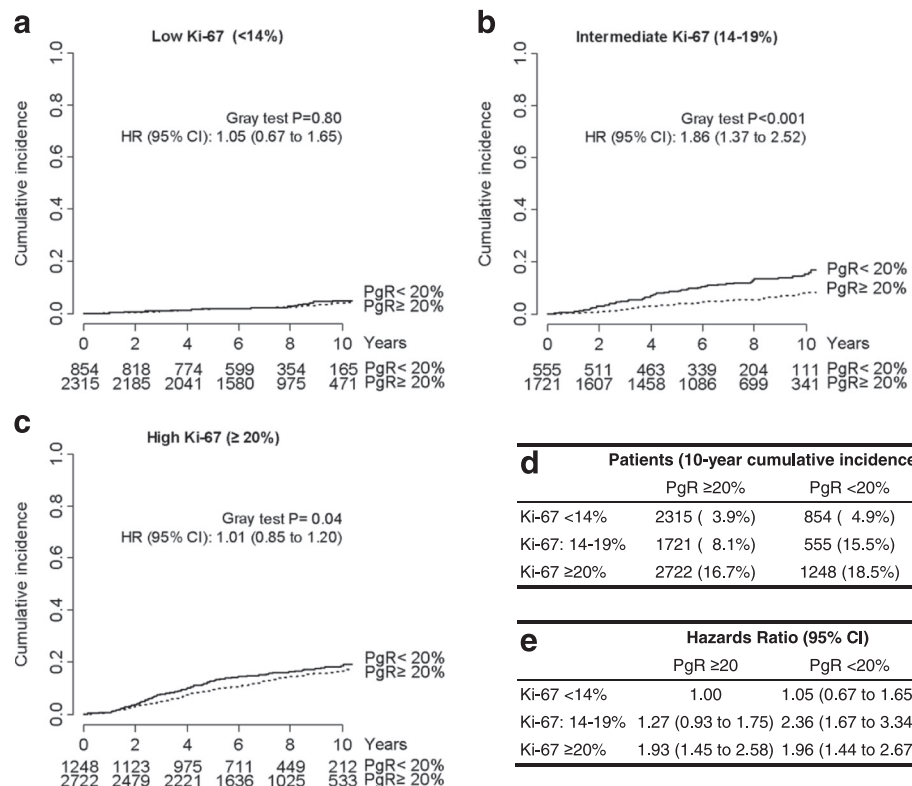 a
Low Ki-67 (<14%)
Cumulative incidence
1.0
0.8
0.6
0.4
0.2
0.0
Gray test P=0.80
HR (95% CI): 1.05 (0.67 to 1.65)
PgR< 20%
PgR≥ 20%
0 2 4 6 8 10 Years
854 818 774 599 354 165 PgR<20%
2315 2185 2041 1580 975 471 PgR≥ 20%
b
Intermediate Ki-67 (14-19%)
Cumulative incidence
1.0
0.8
0.6
0.4
0.2
0.0
Gray test P<0.001
HR (95% CI): 1.86 (1.37 to 2.52)
PgR< 20%
PgR≥ 20%
0 2 4 6 8 10 Years
555 511 463 339 204 111 PgR<20%
1721 1607 1458 1086 699 341 PgR≥ 20%
c
High Ki-67 (≥ 20%)
Cumulative incidence
1.0
0.8
0.6
0.4
0.2
0.0
Gray test P= 0.04
HR (95% CI): 1.01 (0.85 to 1.20)
PgR< 20%
PgR≥ 20%
0 2 4 6 8 10 Years
1248 1123 975 711 449 212 PgR<20%
2722 2479 2221 1636 1025 533 PgR≥ 20%
d Patients (10-year cumulative incidence
PgR ≥20% PgR <20%
Ki-67 <14% 2315 ( 3.9%) 854 ( 4.9%)
Ki-67: 14-19% 1721 ( 8.1%) 555 (15.5%)
Ki-67 ≥20% 2722 (16.7%) 1248 (18.5%)
e Hazards Ratio (95% CI)
PgR ≥20 PgR <20%
Ki-67 <14% 1.00 1.05 (0.67 to 1.65
Ki-67: 14-19% 1.27 (0.93 to 1.75) 2.36 (1.67 to 3.34
Ki-67 ≥20% 1.93 (1.45 to 2.58) 1.96 (1.44 to 2.67